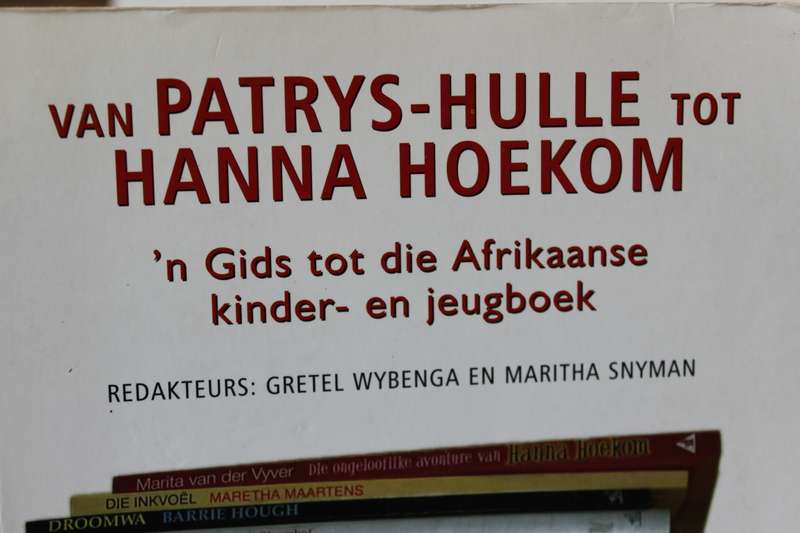 VAN PATRYS-HULLE TOT
HANNA HOEKOM
'n Gids tot die Afrikaanse
kinder- en jeugboek
REDAKTEURS: GRETEL WYBENGA EN MARITHA SNYMAN
Marita van der Vyver Die ongelooflike avonture van Hanna Hoekom
DIE INKVOËL MARETHA MAARTENS
DROOMWA BARRIE HOUGH